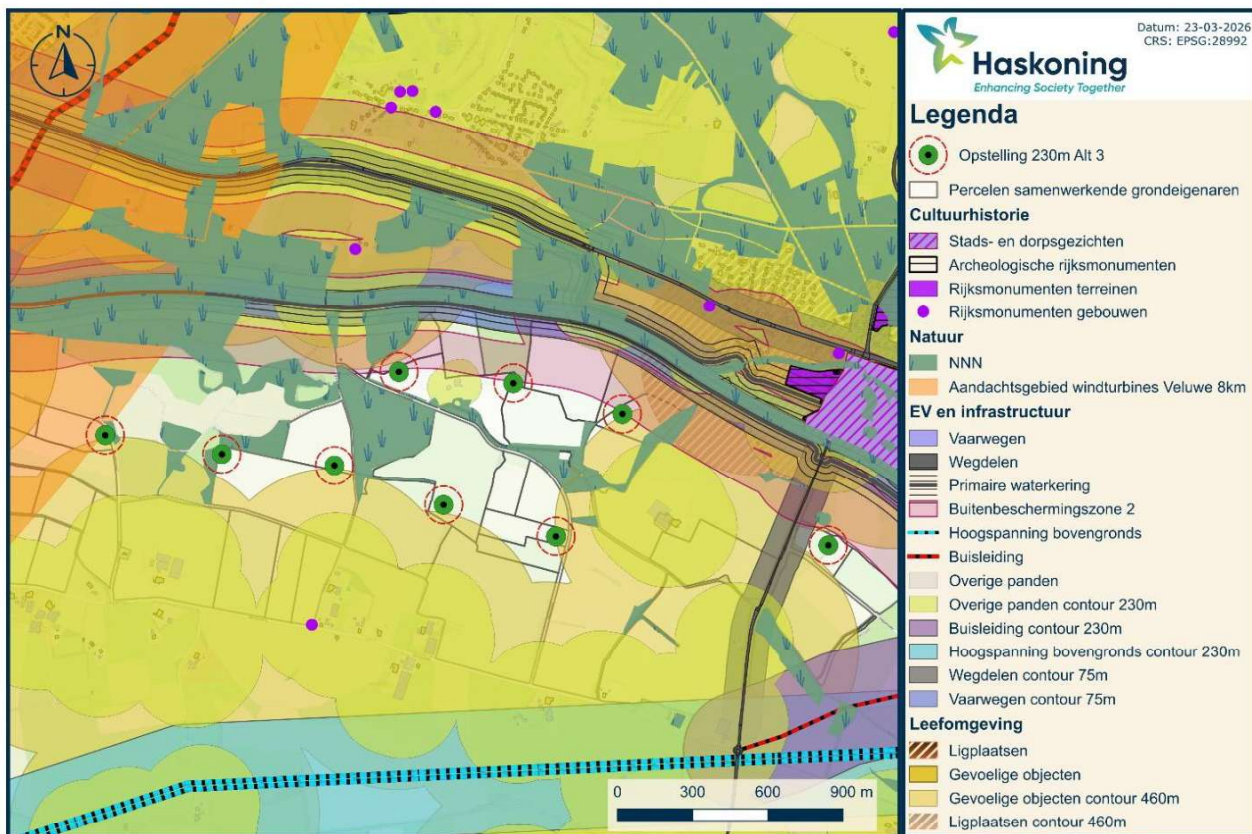 N
Datum: 23-03-2026
CRS: EPSG:28992
Haskoning
Enhancing Society Together
Legenda
Opstelling 230m Alt 3
Percelen samenwerkende grondeigenaren
Cultuurhistorie
Stads- en dorpsgezichten
Archeologische rijksmonumenten
Rijksmonumenten terreinen
Rijksmonumenten gebouwen
Natuur
NNN
Aandachtsgebied windturbines Veluwe 8km
EV en infrastructuur
Vaarwegen
Wegdelen
Primaire waterkering
Buitenbeschermingszone 2
Hoogspanning bovengronds
Buisleiding
Overige panden
Overige panden contour 230m
Buisleiding contour 230m
Hoogspanning bovengronds contour 230m
Wegdelen contour 75m
Vaarwegen contour 75m
Leefomgeving
Ligplaatsen
Gevoelige objecten
Gevoelige objecten contour 460m
Ligplaatsen contour 460m
0 300 600 900 m